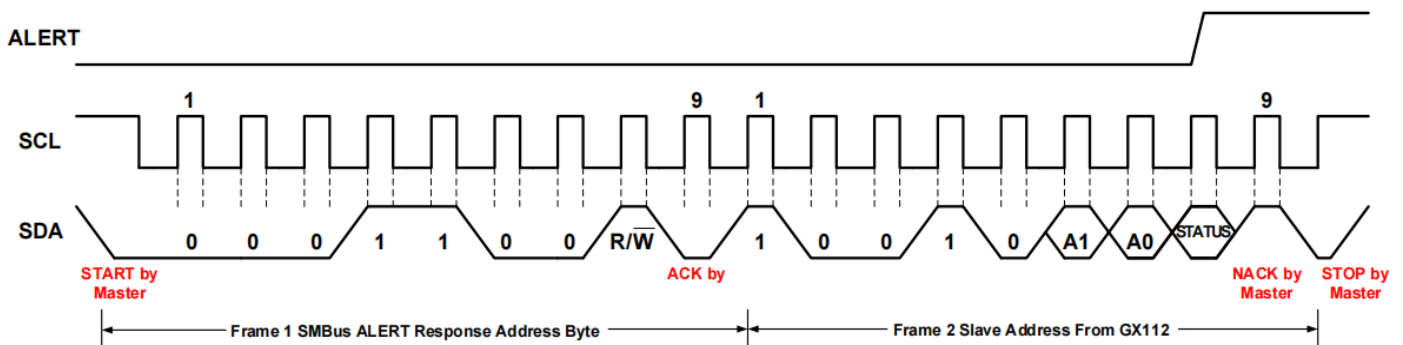 ALERT
1 9 1 9
SCL
SDA
0 0 0 1 1 0 0 R/W 1 0 0 1 0 A1 A0 STATUS
START by
Master
ACK by
NACK by
Master
STOP by
Master
Frame 1 SMBus ALERT Response Address Byte
Frame 2 Slave Address From GX112